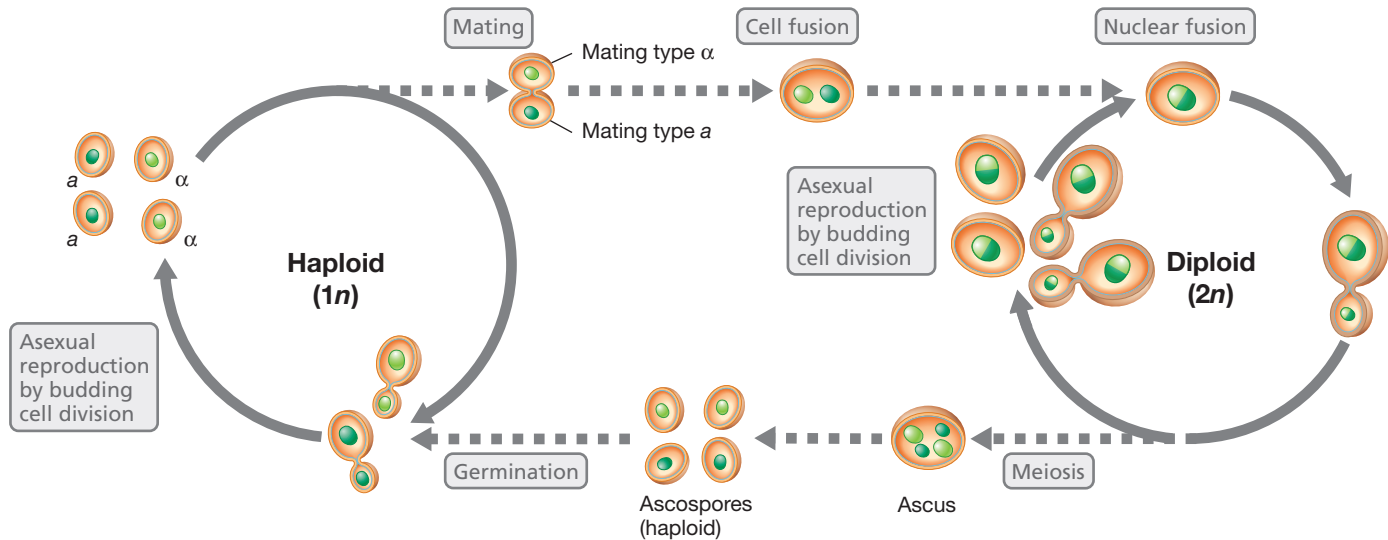 Mating
Mating type α
Mating type a
Cell fusion
Nuclear fusion
a
α
a
α
Haploid
(1n)
Asexual
reproduction
by budding
cell division
Asexual
reproduction
by budding
cell division
Diploid
(2n)
Germination
Ascospores
(haploid)
Ascus
Meiosis